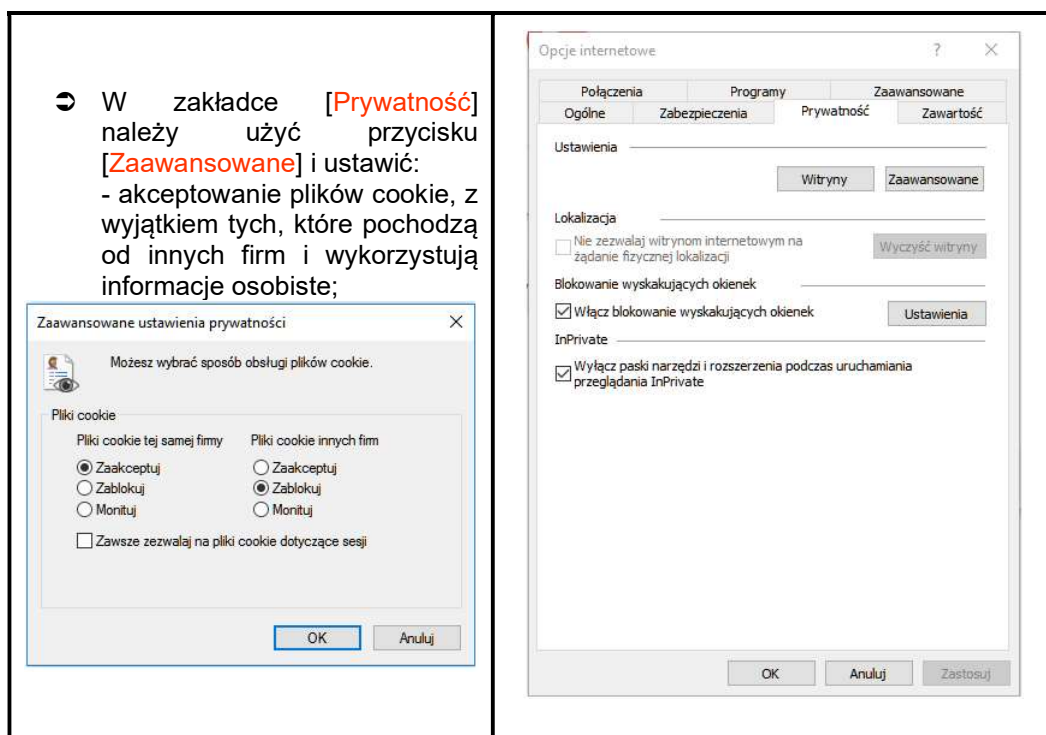 ➲ W zakładce [Prywatność]
należy użyć przycisku
[Zaawansowane] i ustawić:
- akceptowanie plików cookie, z
wyjątkiem tych, które pochodzą
od innych firm i wykorzystują
informacje osobiste;
Zaawansowane ustawienia prywatności
Możesz wybrać sposób obsługi plików cookie.
Pliki cookie
Pliki cookie tej samej firmy Pliki cookie innych firm
Zaakceptuj Zaakceptuj
Zablokuj Zablokuj
Monituj Monituj
Zawsze zezwalaj na pliki cookie dotyczące sesji
OK Anuluj
Opcje internetowe ?
Połączenia Programy Zaawansowane
Ogólne Zabezpieczenia Prywatność Zawartość
Ustawienia
Witryny Zaawansowane
Lokalizacja
Nie zezwalaj witrynom internetowym na
żądanie fizycznej lokalizacji
Wyczyść witryny
Blokowanie wyskakujących okienek
Włącz blokowanie wyskakujących okienek Ustawienia
InPrivate
Wyłącz paski narzędzi i rozszerzenia podczas uruchamiania
przeglądania InPrivate
OK Anuluj Zastosuj